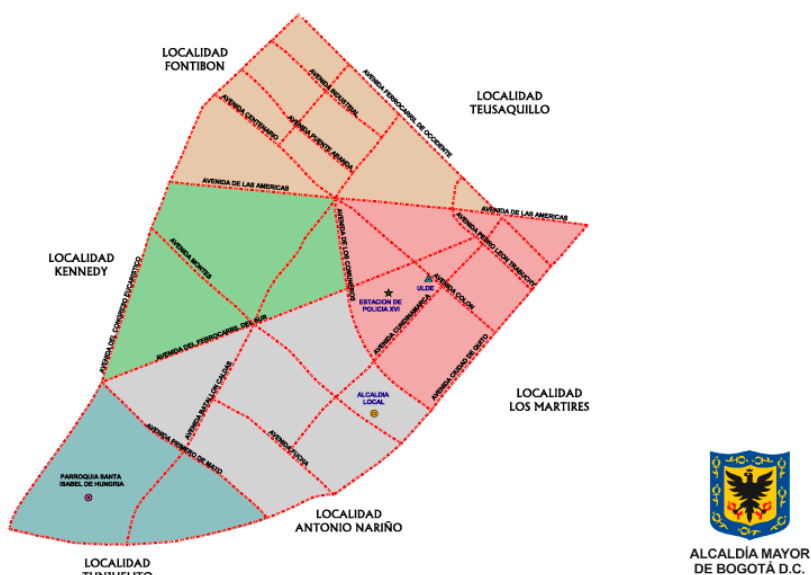 LOCALIDAD
FONTIBON
LOCALIDAD
TEUSAQUILLO
AVENIDA INDUSTRIAL
AVENIDA FERROCARRIL DE OCCIDENTE
AVENIDA CENTENARIO
AVENIDA PUENTE ARANDA
AVENIDA DE LAS AMERICAS
AVENIDA DE LAS AMERICAS
AVENIDA PEDRO LEON TRABUCHY
LOCALIDAD
KENNEDY
AVENIDA MONTES
AVENIDA DE LOS COMUNEROS
AVENIDA DEL CONGRESO EUCARISTICO
ESTACION DE
POLICIA XVI
ULDE
AVENIDA COLON
AVENIDA CUNDINAMARCA
AVENIDA DEL FERROCARRIL DEL SUR
AVENIDA CIUDAD DE QUITO
AVENIDA BATALLON CALDAS
ALCALDIA
LOCAL
LOCALIDAD
LOS MARTIRES
AVENIDA PRIMERO DE MAYO
AVENIDA FUCHA
PARROQUIA SANTA
ISABEL DE HUNGRIA
LOCALIDAD
ANTONIO NARIÑO
LOCALIDAD
TUNJUELITO
ALCALDÍA MAYOR
DE BOGOTÁ D.C.